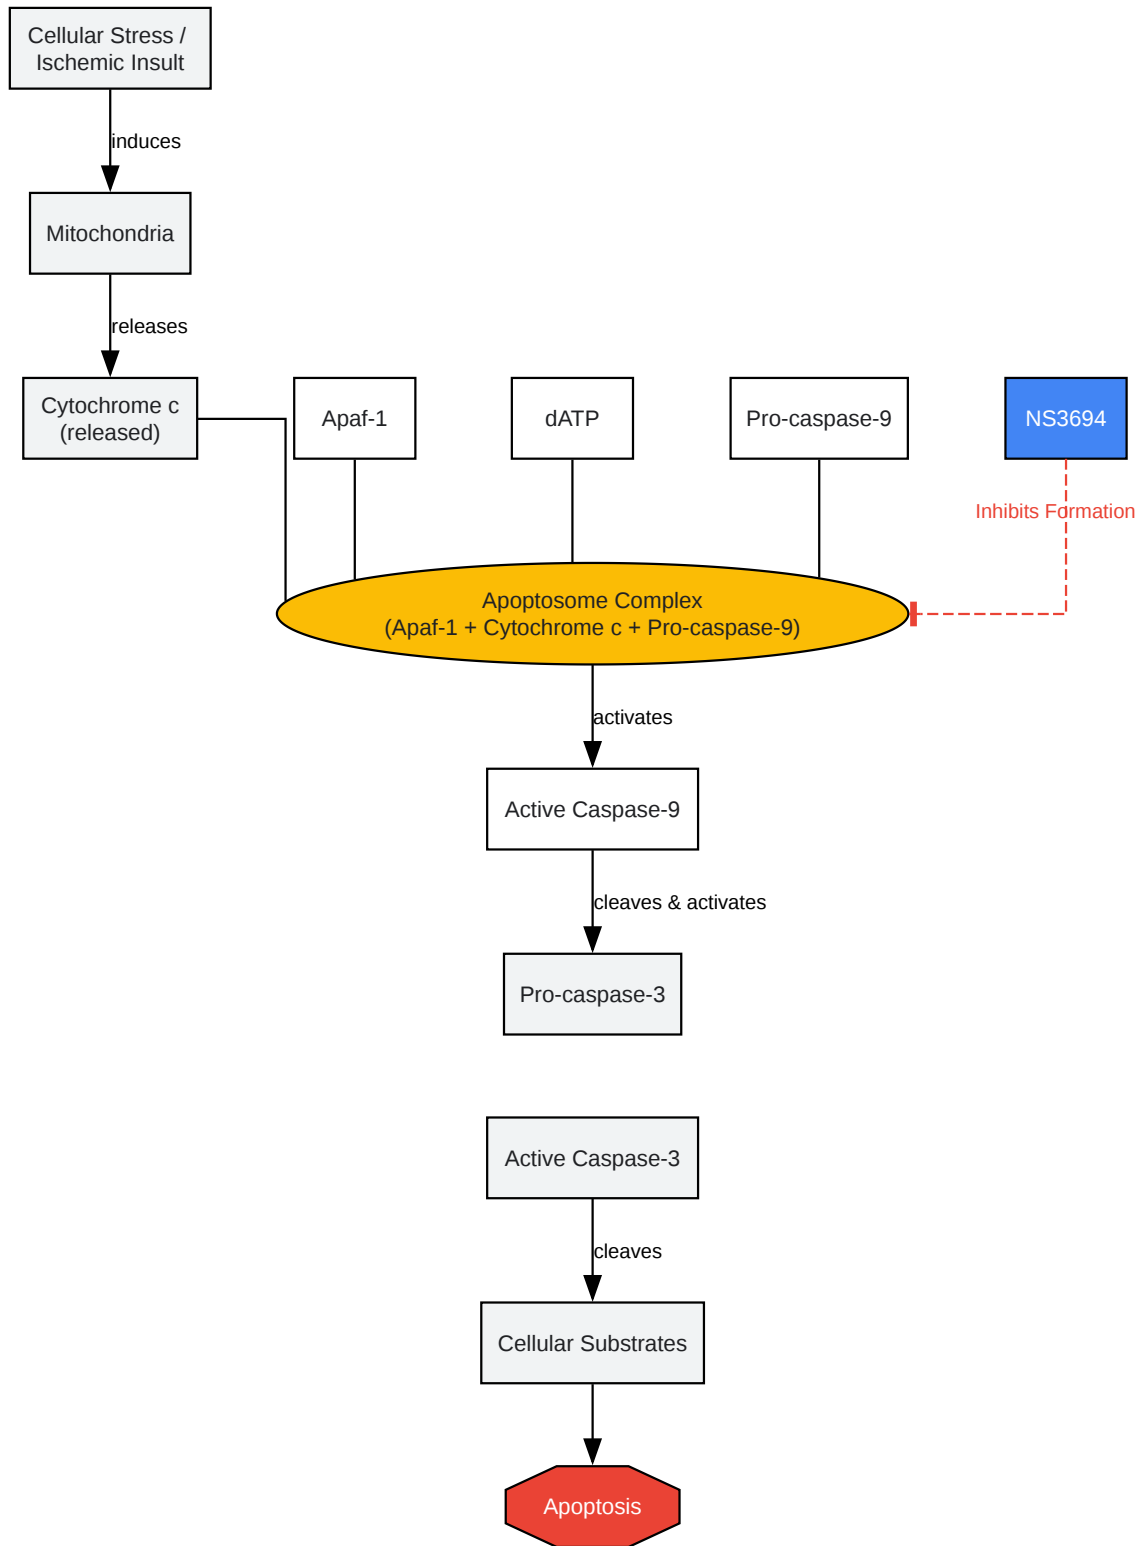 Cellular Stress /
Ischemic Insult
induces
Mitochondria
releases
Cytochrome c
(released)
Apaf-1
dATP
Pro-caspase-9
NS3694
Inhibits Formation
Apoptosome Complex
(Apaf-1 + Cytochrome c + Pro-caspase-9)
activates
Active Caspase-9
cleaves & activates
Pro-caspase-3
Active Caspase-3
cleaves
Cellular Substrates
Apoptosis